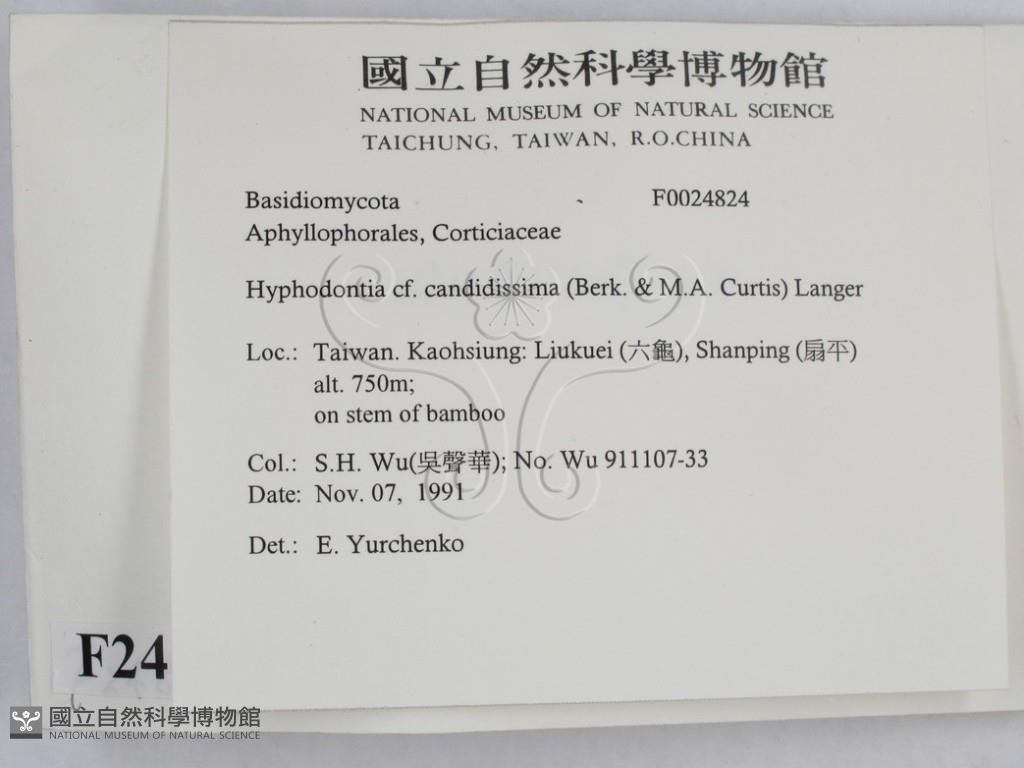 國立自然科學博物館
NATIONAL MUSEUM OF NATURAL SCIENCE
TAICHUNG, TAIWAN, R.O.CHINA
Basidiomycota F0024824
Aphyllophorales, Corticiaceae
Hyphodontia cf. candidissima (Berk. & M.A. Curtis) Langer
Loc.: Taiwan. Kaohsiung: Liukuei (六龜), Shanping (扇平)
alt. 750m;
on stem of bamboo
Col.: S.H. Wu(吳聲華); No. Wu 911107-33
Date: Nov. 07, 1991
Det.: E. Yurchenko
F24
國立自然科學博物館
NATIONAL MUSEUM OF NATURAL SCIENCE